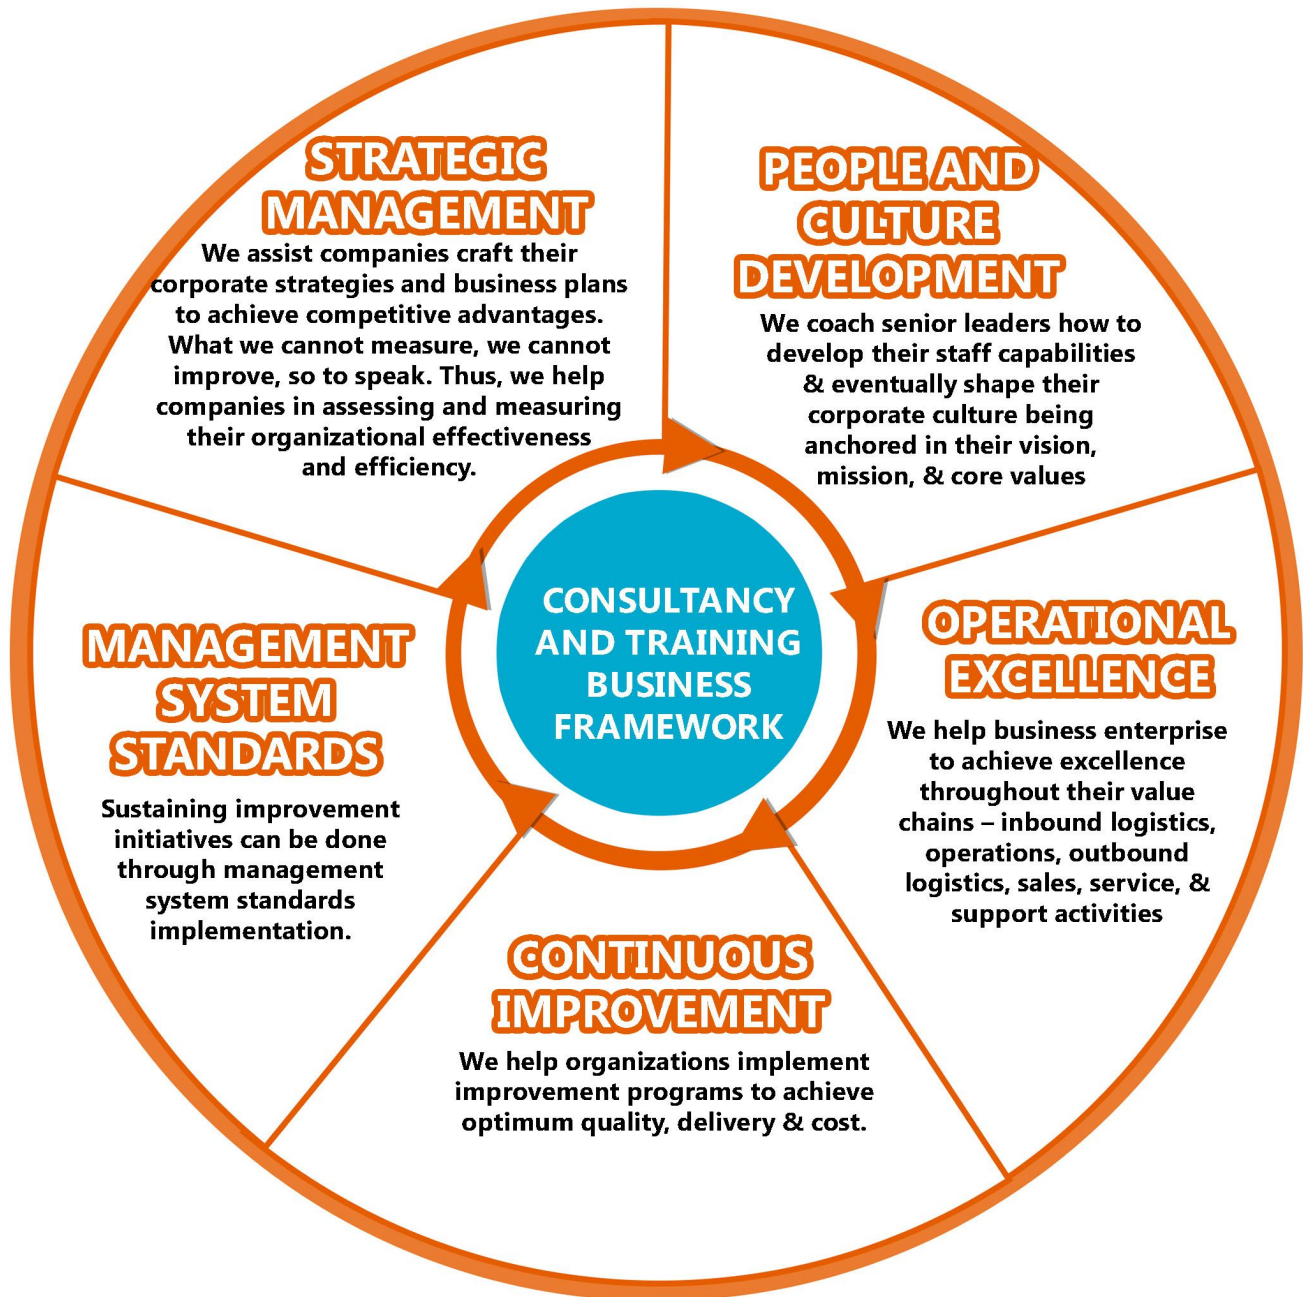 STRATEGIC
MANAGEMENT
We assist companies craft their
corporate strategies and business plans
to achieve competitive advantages.
What we cannot measure, we cannot
improve, so to speak. Thus, we help
companies in assessing and measuring
their organizational effectiveness
and efficiency.
PEOPLE AND
CULTURE
DEVELOPMENT
We coach senior leaders how to
develop their staff capabilities
& eventually shape their
corporate culture being
anchored in their vision,
mission, & core values
OPERATIONAL
EXCELLENCE
We help business enterprise
to achieve excellence
throughout their value
chains – inbound logistics,
operations, outbound
logistics, sales, service, &
support activities
CONTINUOUS
IMPROVEMENT
We help organizations implement
improvement programs to achieve
optimum quality, delivery & cost.
MANAGEMENT
SYSTEM
STANDARDS
Sustaining improvement
initiatives can be done
through management
system standards
implementation.
CONSULTANCY
AND TRAINING
BUSINESS
FRAMEWORK